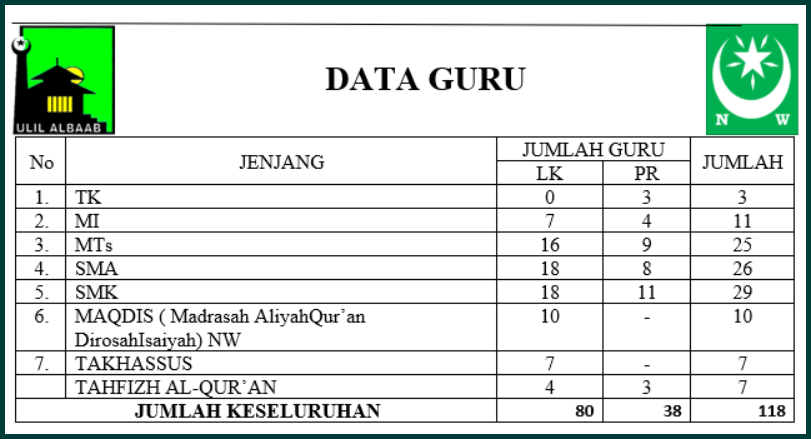 DATA GURU
ULIL ALBAAB
N W
No JENJANG JUMLAH GURU JUMLAH
LK PR
1. TK 0 3 3
2. MI 7 4 11
3. MTs 16 9 25
4. SMA 18 8 26
5. SMK 18 11 29
6. MAQDIS ( Madrasah AliyahQur’an 10 - 10
DirosahIsaiyah) NW
7. TAKHASSUS 7 - 7
TAHFIZH AL-QUR’AN 4 3 7
JUMLAH KESELURUHAN 80 38 118